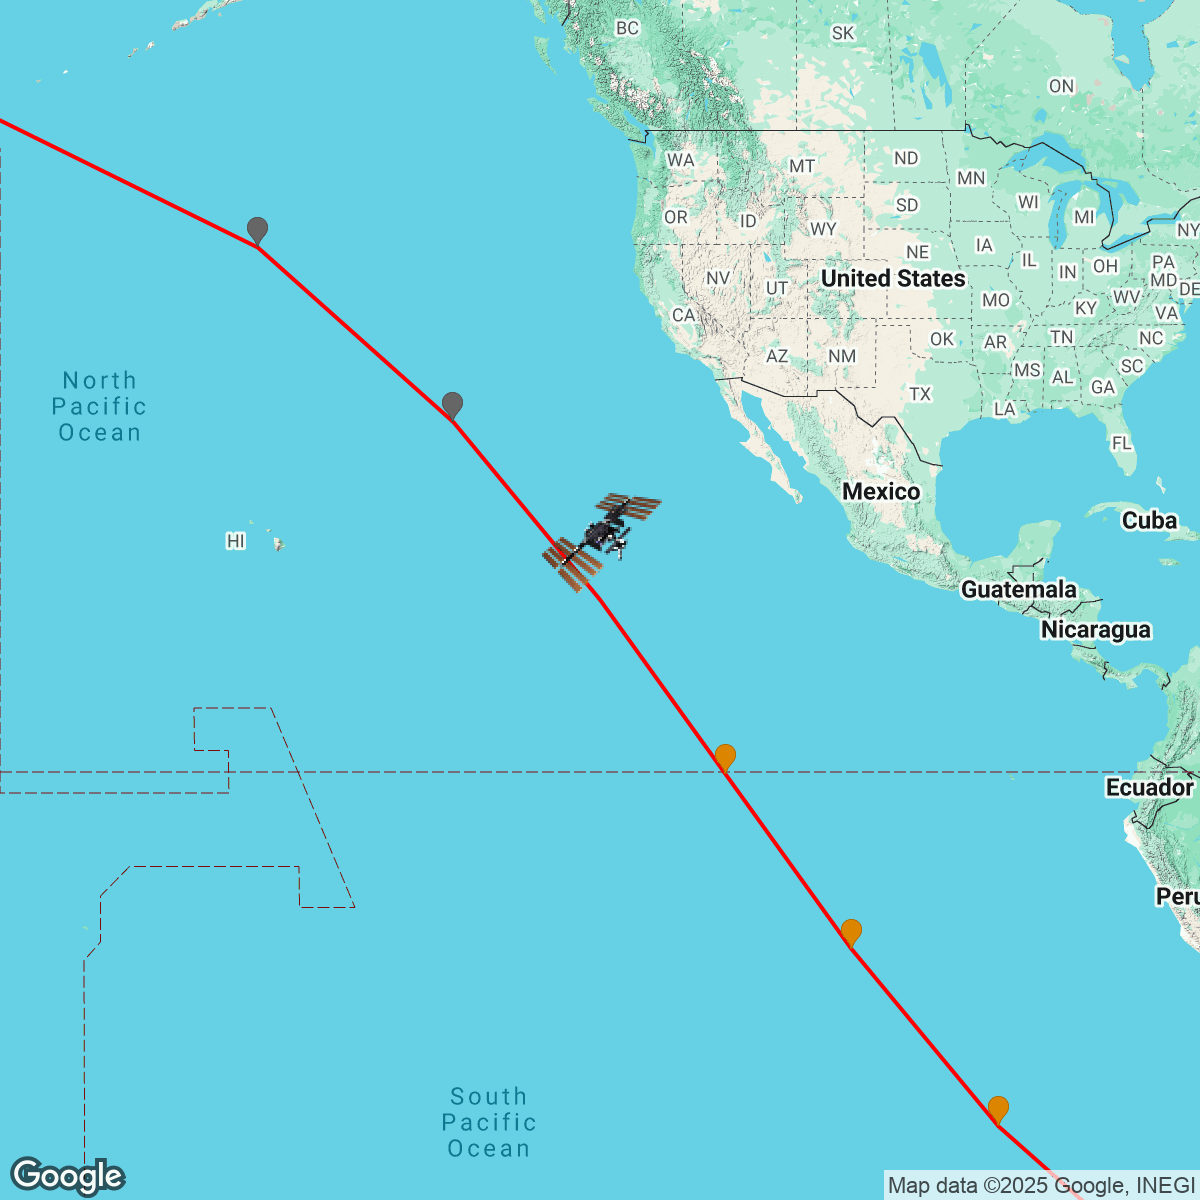 BC
SK
ON
WA
MT
ND
MN
OR
ID
SD
WI
MI
WY
NY
NE
IA
IL
IN
OH
PA
NV
UT
United States
MD
DE
MO
KY
WV
VA
CA
OK
AR
TN
NC
AZ
NM
MS
AL
SC
TX
GA
LA
FL
North
Pacific
Ocean
Mexico
Cuba
HI
Guatemala
Nicaragua
Ecuador
Peru
South
Pacific
Ocean
Google
Map data ©2025 Google, INEGI